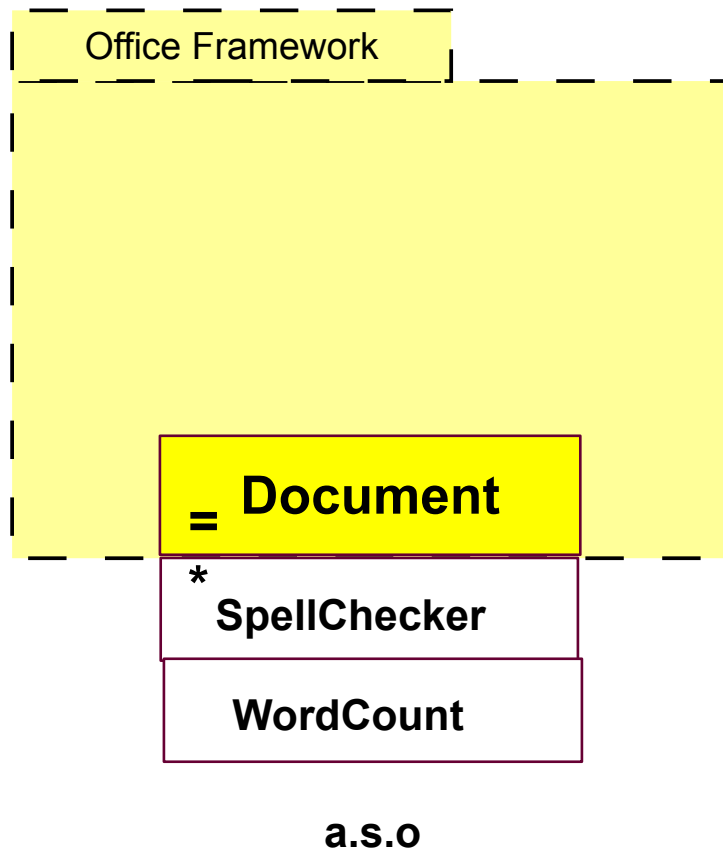 Office Framework
= Document
*
SpellChecker
WordCount
a.s.o